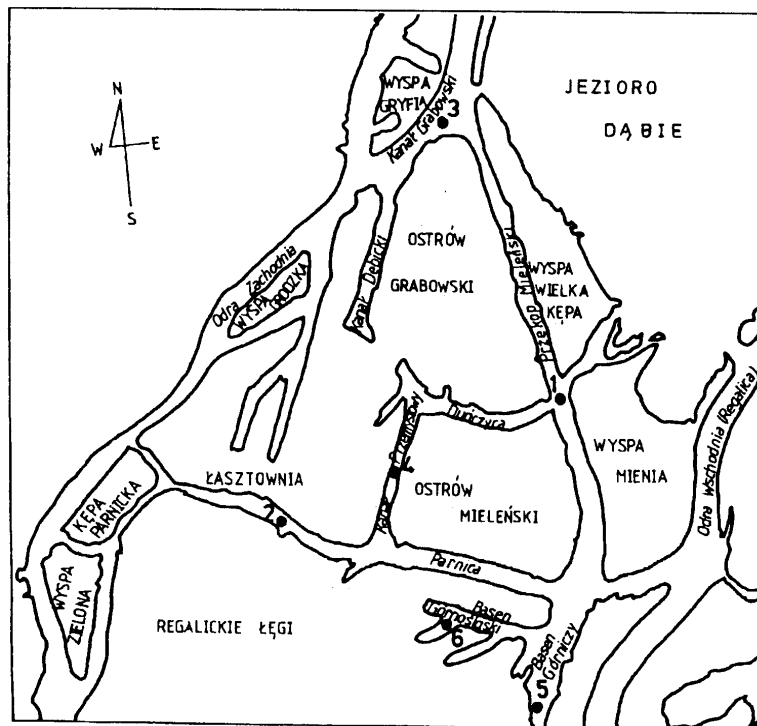 WYSPA
GRYFIA
Kanał Grabowski
3
JEZIORO
DĄBIE
N
W E
S
OSTRÓW
GRABOWSKI
Kanał Dębicki
Przekop Mieleński
WYSPA
WIELKA
KĘPA
Odra Zachodnia
WYSPA
GRODZKA
1
Duńczyca
Kanał Przemysłowy
4
WYSPA
MIENIA
Odra Wschodnia (Regalica)
ŁASZTOWNIA
OSTRÓW
MIELEŃSKI
KĘPA
PARNICKA
2
Parnica
WYSPA
ZIELONA
REGALICKIE ŁĘGI
Basen
Górnośląski
6
Basen
Górniczy
5